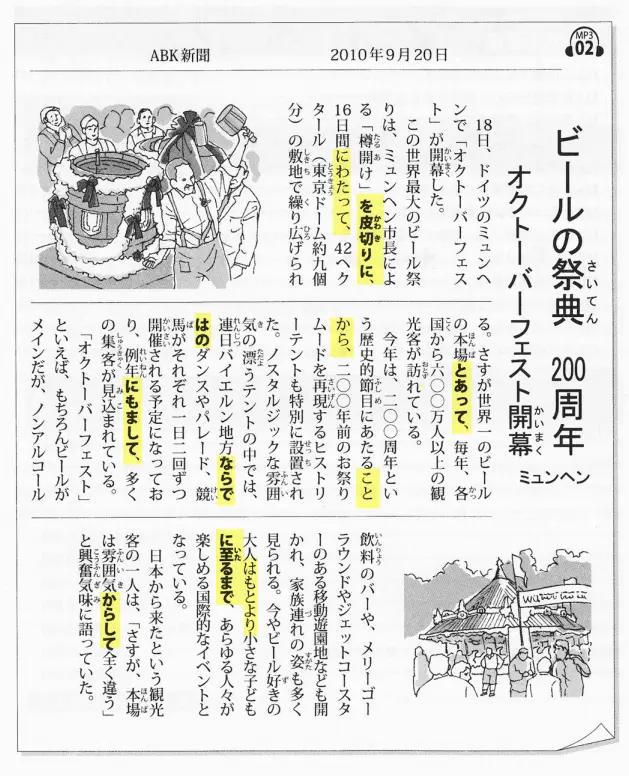 MP3
02
ABK新聞 2010年9月20日
ビールの祭典 200周年
オクトーバーフェスト開幕
ミュンヘン
18日、ドイツのミュンヘ
ンで「オクトーバーフェス
ト」が開幕した。
この世界最大のビール祭
りは、ミュンヘン市長によ
る「樽開け」を皮切りに、
16日間にわたって、42ヘク
タール（東京ドーム約九個
分）の敷地で繰り広げられ
る。さすが世界一のビール
の本場とあって、毎年、各
国から六〇〇万人以上の観
光客が訪れている。
今年は、二〇〇周年とい
う歴史的節目にあたること
から、二〇〇年前のお祭り
ムードを再現するヒストリ
ーテントも特別に設置され
た。ノスタルジックな雰囲
気の漂うテントの中では、
連日バイエルン地方ならで
はのダンスやパレード、競
馬がそれぞれ一日二回ずつ
開催される予定になってお
り、例年にもまして、多く
の集客が見込まれている。
「オクトーバーフェスト」
といえば、もちろんビールが
メインだが、ノンアルコール
飲料のバーや、メリーゴー
ラウンドやジェットコースタ
ーのある移動遊園地なども開
かれ、家族連れの姿も多く
見られる。今やビール好きの
大人はもとより小さな子ども
に至るまで、あらゆる人々が
楽しめる国際的なイベントと
なっている。
日本から来たという観光
客の一人は、「さすが、本場
は雰囲気からして全く違う」
と興奮気味に語っていた。